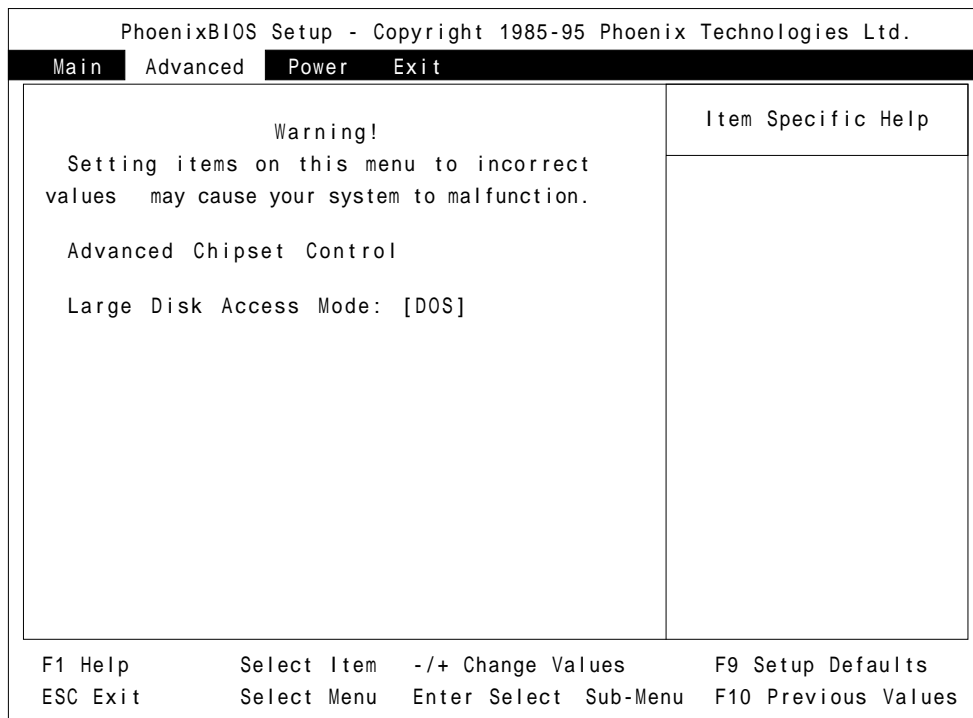 PhoenixBIOS Setup - Copyright 1985-95 Phoenix Technologies Ltd.
Main Advanced Power Exit
Warning!
Setting items on this menu to incorrect
values may cause your system to malfunction.
Advanced Chipset Control
Large Disk Access Mode: [DOS]
Item Specific Help
F1 Help Select Item -/+ Change Values F9 Setup Defaults
ESC Exit Select Menu Enter Select Sub-Menu F10 Previous Values